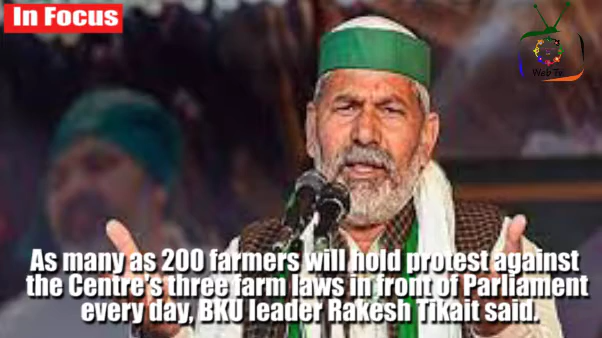 In Focus
Web Tv
As many as 200 farmers will hold protest against
the Centre's three farm laws in front of Parliament
every day, BKU leader Rakesh Tikait said.